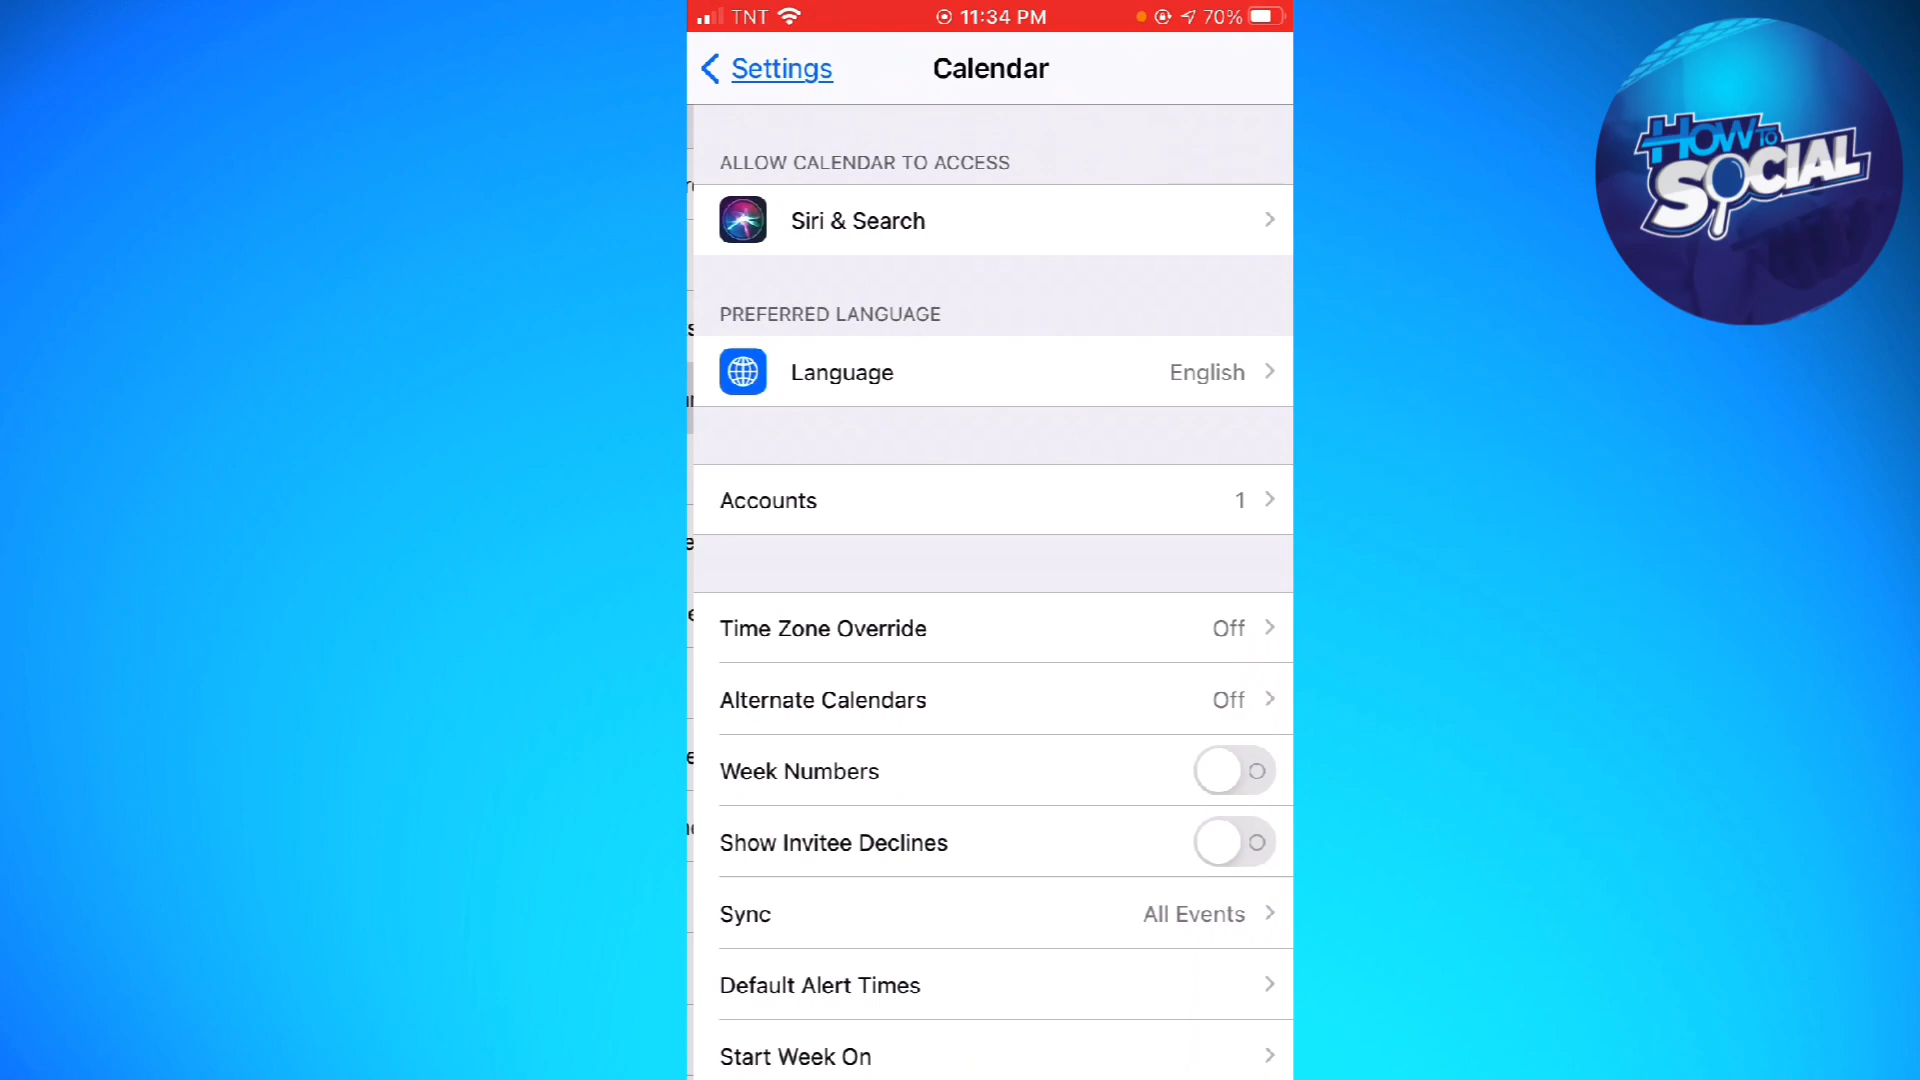 TNT 11:34 PM 70%
Settings Calendar
ALLOW CALENDAR TO ACCESS
Siri & Search
PREFERRED LANGUAGE
Language English
Accounts 1
Time Zone Override Off
Alternate Calendars Off
Week Numbers
Show Invitee Declines
Sync All Events
Default Alert Times
Start Week On
HOW TO
SOCIAL